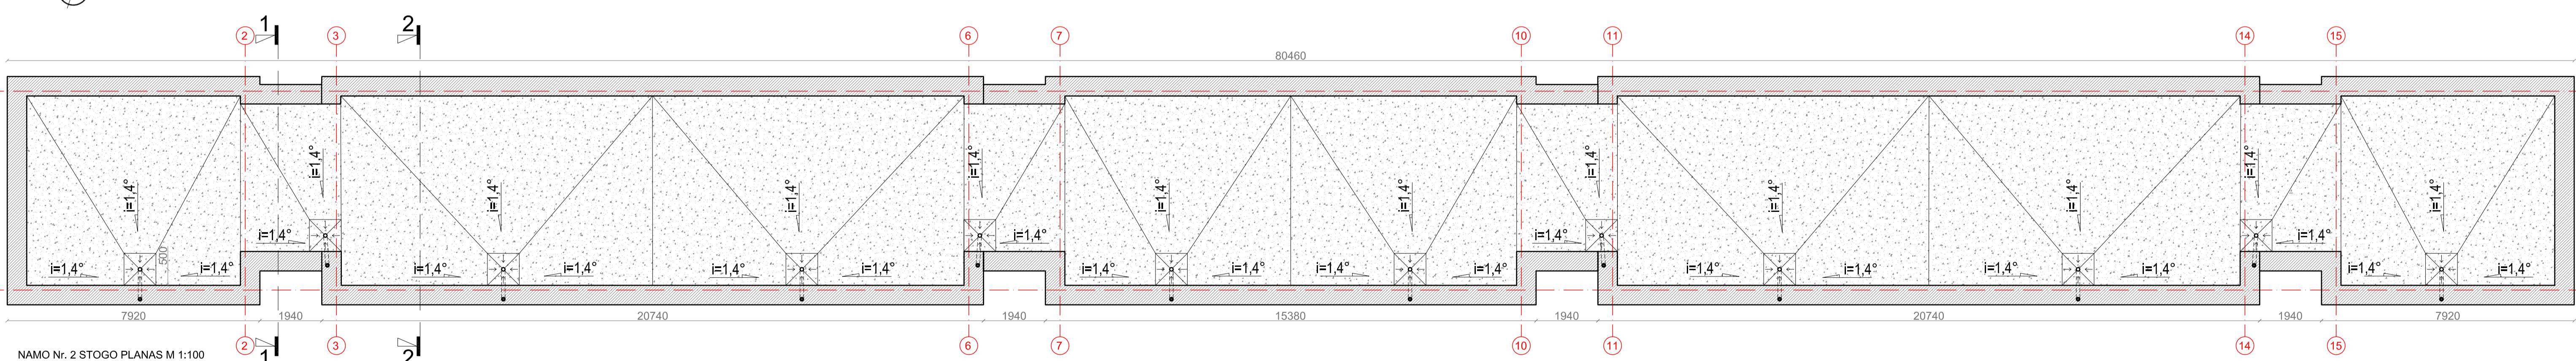 1 2
2 3 6 7 10 11 14 15
80460
i=1,4° i=1,4° i=1,4° i=1,4° i=1,4° i=1,4° i=1,4° i=1,4° i=1,4° i=1,4° i=1,4° i=1,4°
i=1,4° i=1,4° i=1,4° i=1,4°
500
i=1,4° i=1,4° i=1,4° i=1,4° i=1,4° i=1,4° i=1,4° i=1,4° i=1,4° i=1,4° i=1,4° i=1,4° i=1,4° i=1,4° i=1,4° i=1,4°
7920 1940 20740 1940 15380 1940 20740 1940 7920
2 3 6 7 10 11 14 15
1 2
NAMO Nr. 2 STOGO PLANAS M 1:100